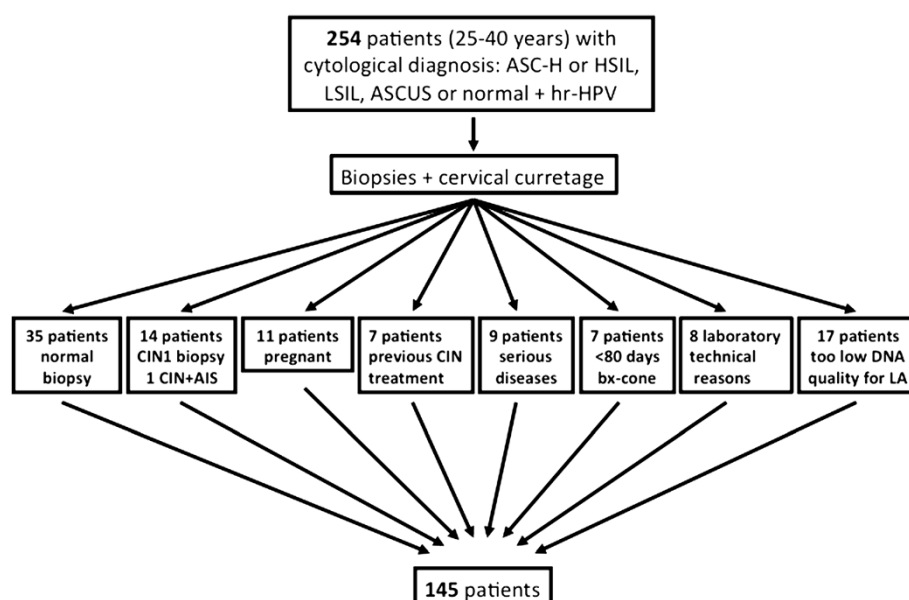 254 patients (25-40 years) with
cytological diagnosis: ASC-H or HSIL,
LSIL, ASCUS or normal + hr-HPV
Biopsies + cervical curretage
35 patients
normal
biopsy
14 patients
CIN1 biopsy
1 CIN+AIS
11 patients
pregnant
7 patients
previous CIN
treatment
9 patients
serious
diseases
7 patients
<80 days
bx-cone
8 laboratory
technical
reasons
17 patients
too low DNA
quality for LA
145 patients